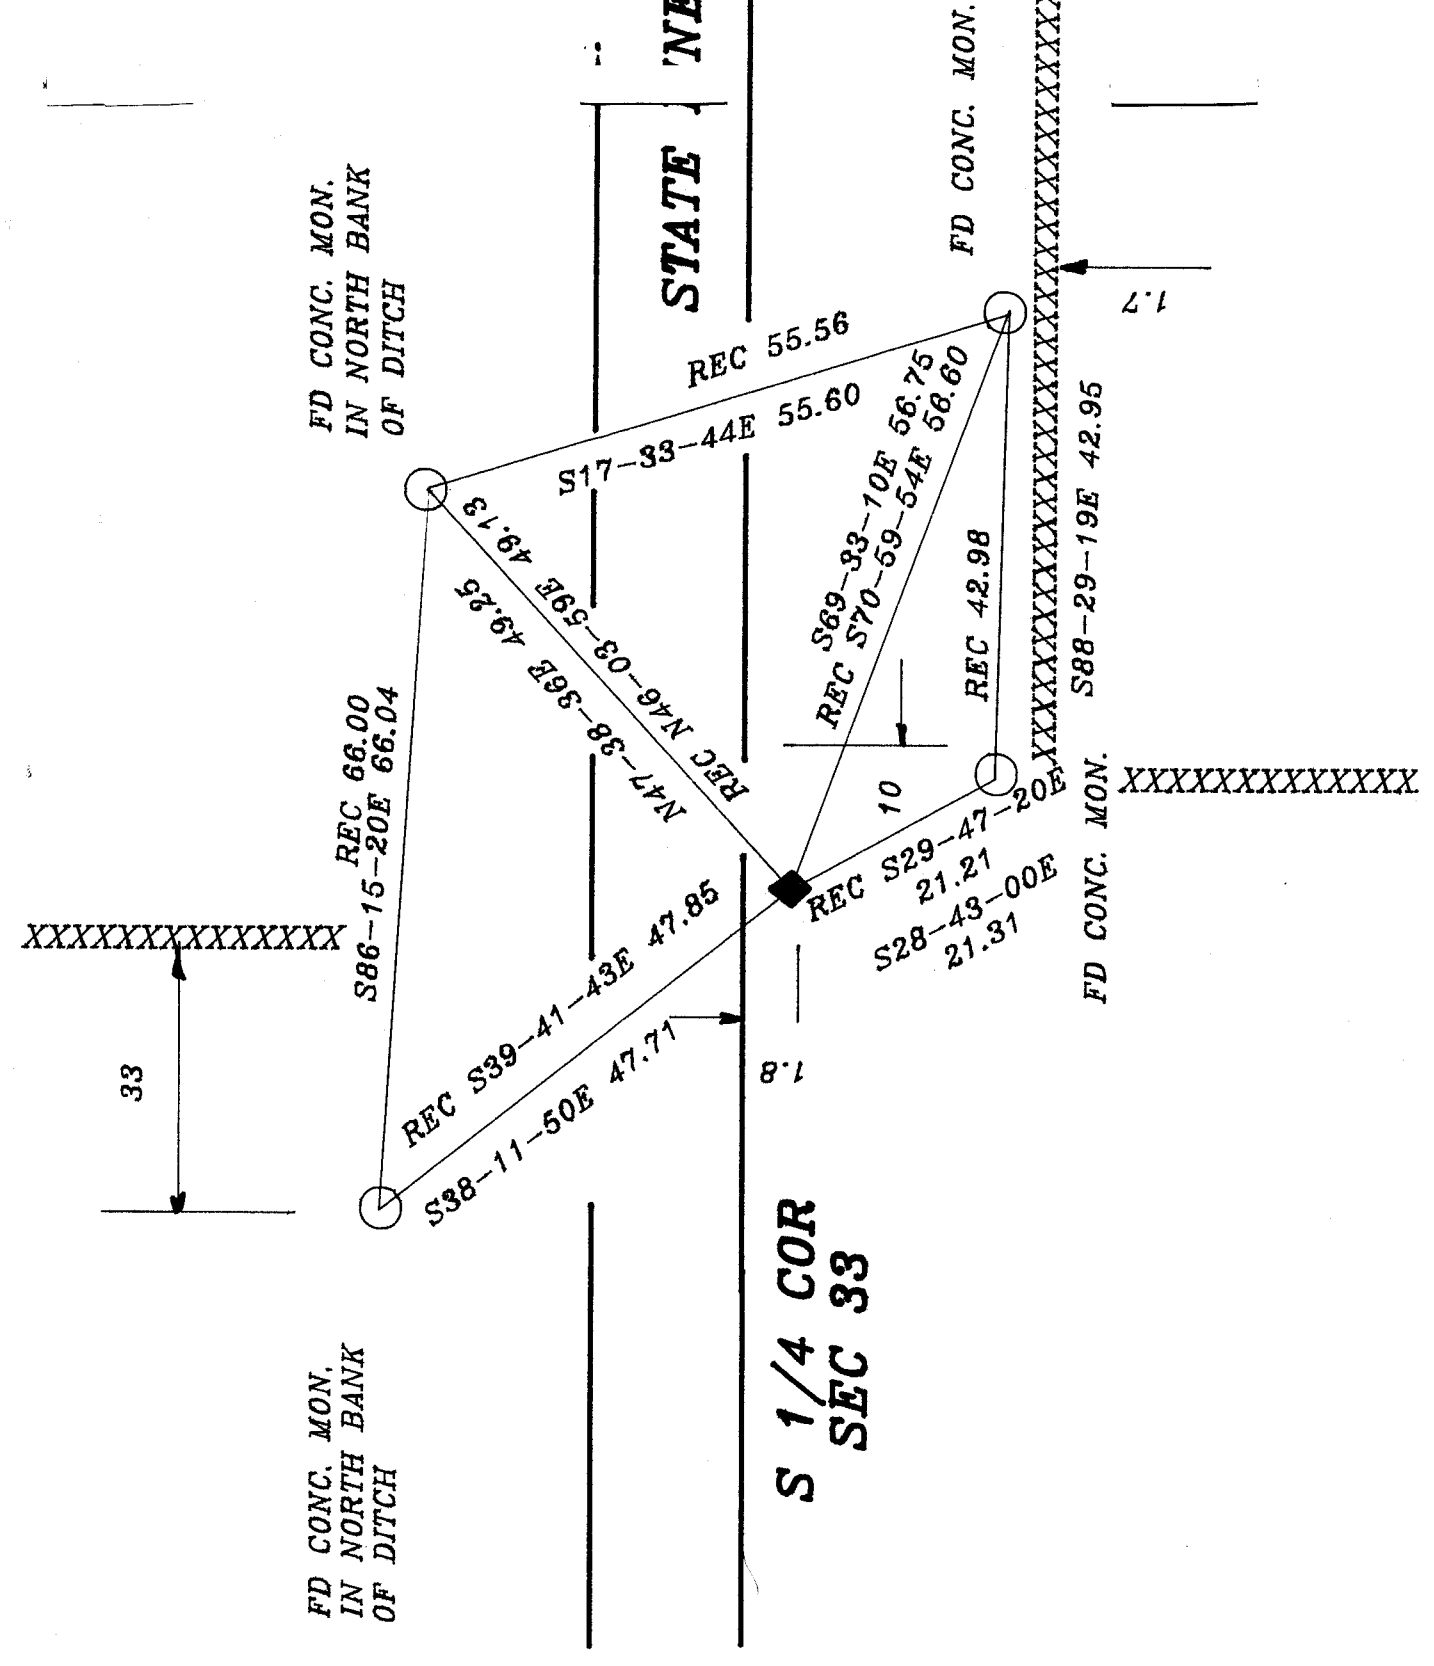 FD CONC. MON.
IN NORTH BANK
OF DITCH
STATE
FD CONC. MON.
1.7
REC 55.56
S17-33-44E 55.60
S69-33-10E 56.75
REC S70-59-54E 56.60
REC 42.98
S88-29-19E 42.95
REC N46-03-59E 49.13
N47-38-36E 49.25
REC 66.00
S86-15-20E 66.04
XXXXXXXXXXXXXX
33
REC S39-41-43E 47.85
S38-11-50E 47.71
10
REC S29-47-20E
21.21
S28-43-00E
21.31
FD CONC. MON.
XXXXXXXXXXXXX
1.8
S 1/4 COR
SEC 33
FD CONC. MON.
IN NORTH BANK
OF DITCH